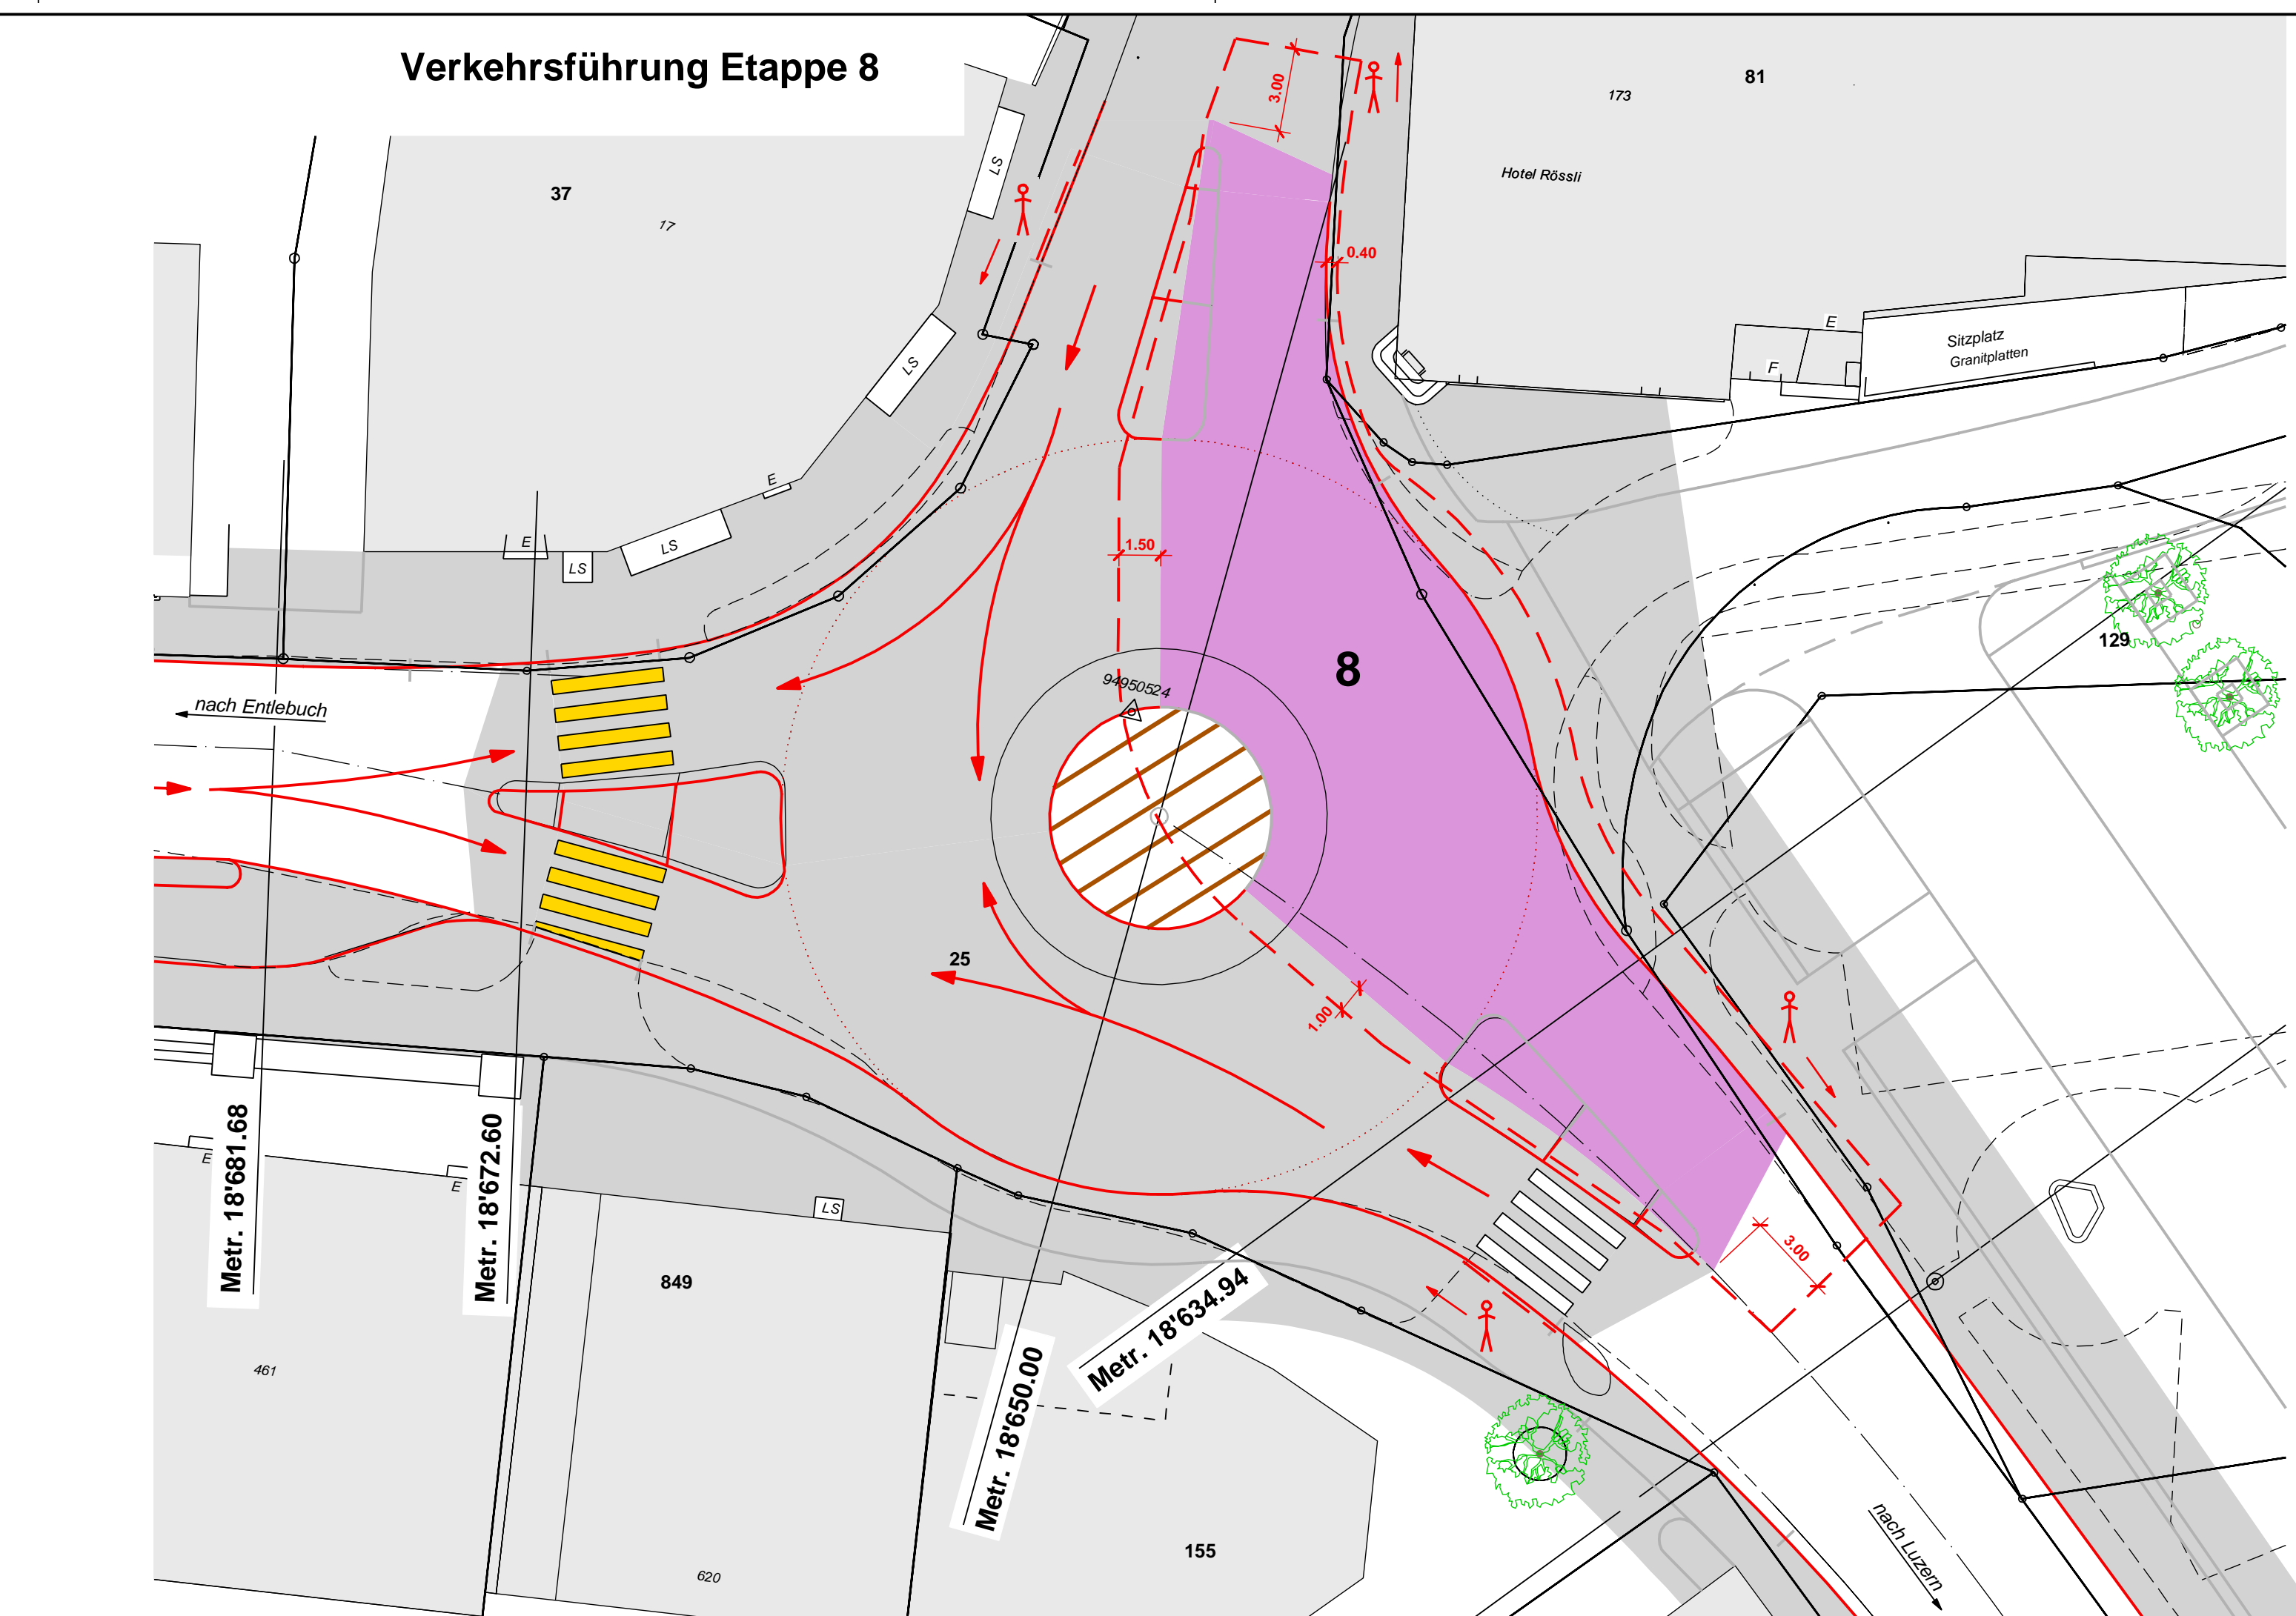 Verkehrsführung Etappe 8
81
173
Hotel Rössli
3.00
37
17
LS
0.40
E
Sitzplatz
Granitplatten
F
LS
E
LS
E
LS
1.50
129
8
94950524
nach Entlebuch
25
1.00
Metr. 18'681.68
Metr. 18'672.60
E
E
LS
3.00
849
Metr. 18'634.94
Metr. 18'650.00
461
620
155
nach Luzern